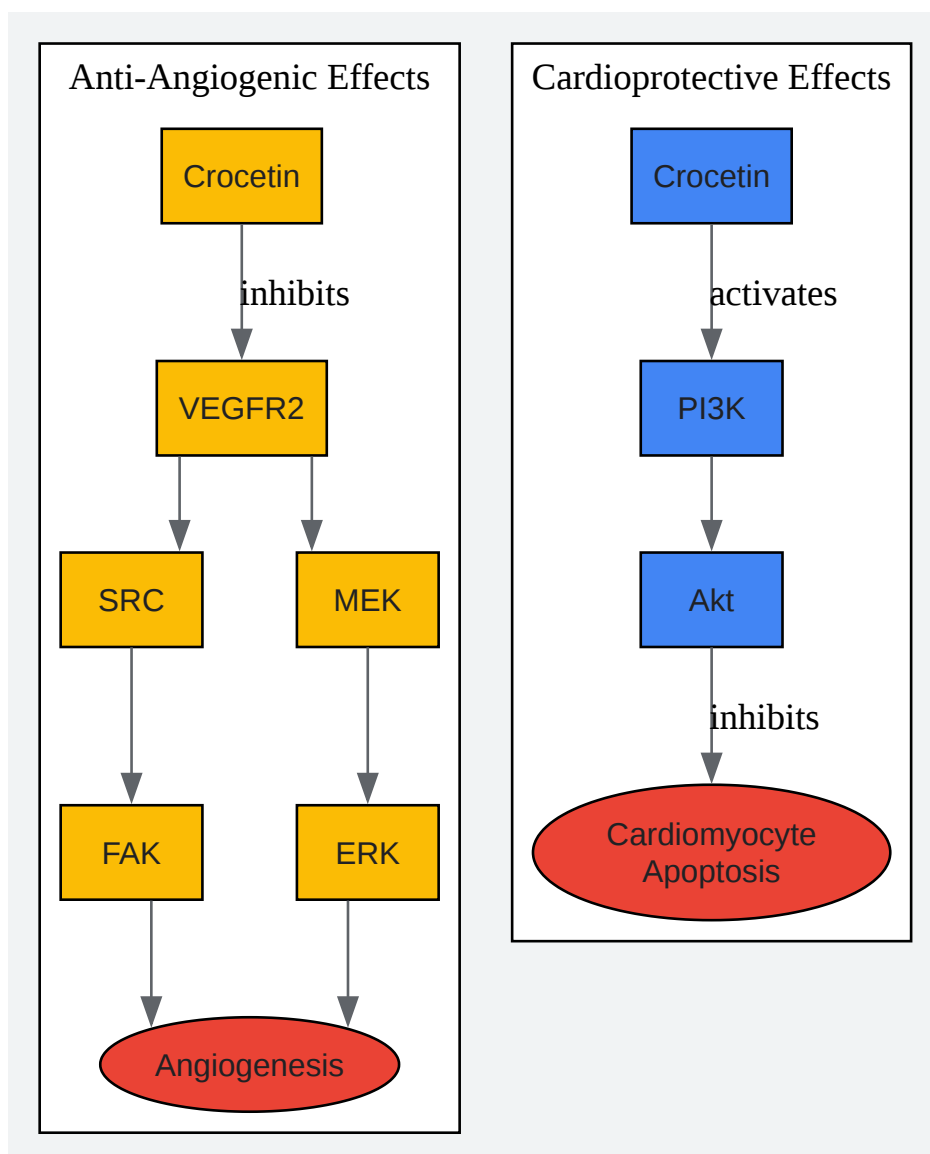 Anti-Angiogenic Effects
Crocetin
inhibits
VEGFR2
SRC
MEK
FAK
ERK
Angiogenesis
Cardioprotective Effects
Crocetin
activates
PI3K
Akt
inhibits
Cardiomyocyte
Apoptosis